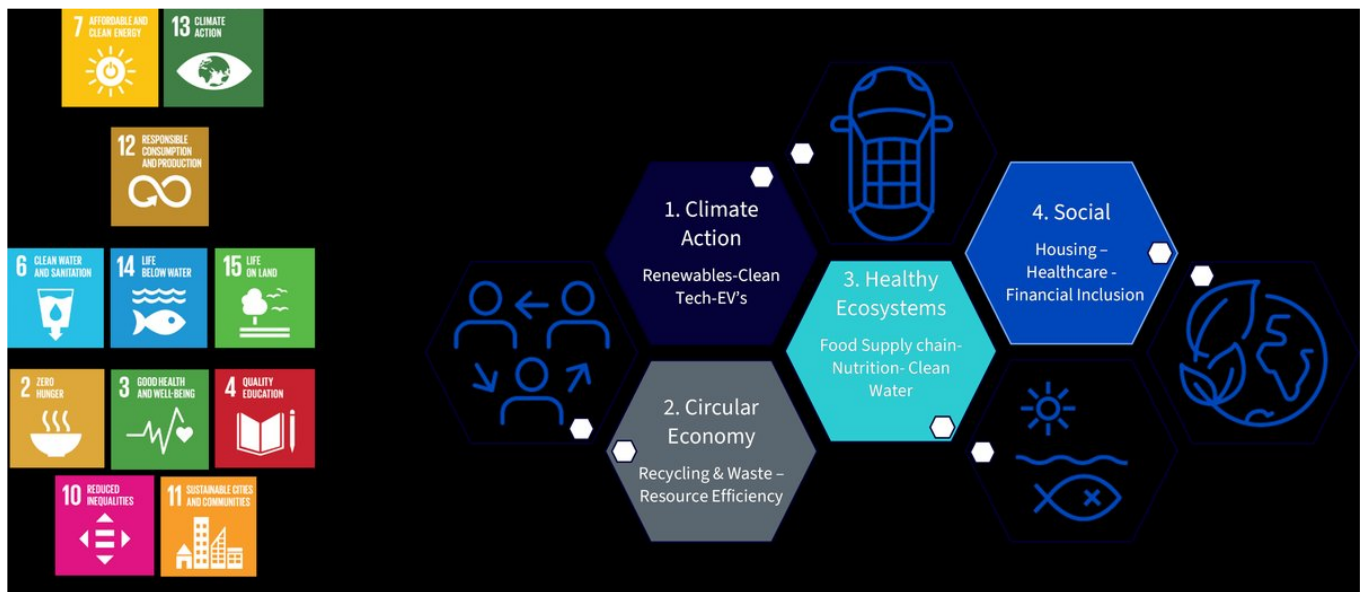 7 AFFORDABLE AND
CLEAN ENERGY
13 CLIMATE
ACTION
12 RESPONSIBLE
CONSUMPTION
AND PRODUCTION
6 CLEAN WATER
AND SANITATION
14 LIFE
BELOW WATER
15 LIFE
ON LAND
2 ZERO
HUNGER
3 GOOD HEALTH
AND WELL-BEING
4 QUALITY
EDUCATION
10 REDUCED
INEQUALITIES
11 SUSTAINABLE CITIES
AND COMMUNITIES
1. Climate
Action
Renewables-Clean
Tech-EV's
2. Circular
Economy
Recycling & Waste –
Resource Efficiency
3. Healthy
Ecosystems
Food Supply chain-
Nutrition- Clean
Water
4. Social
Housing –
Healthcare -
Financial Inclusion